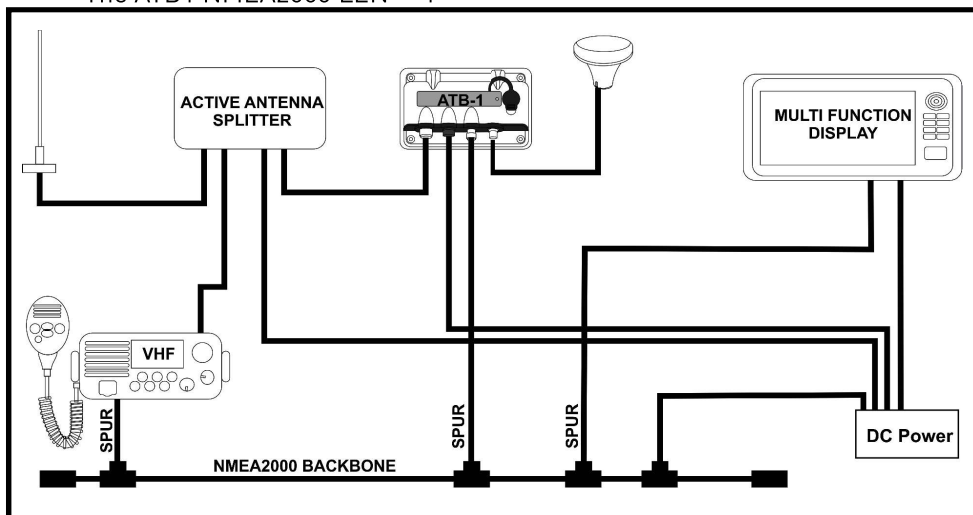 ACTIVE ANTENNA
SPLITTER
ATB-1
MULTI FUNCTION
DISPLAY
VHF
SPUR
SPUR
SPUR
DC Power
NMEA2000 BACKBONE